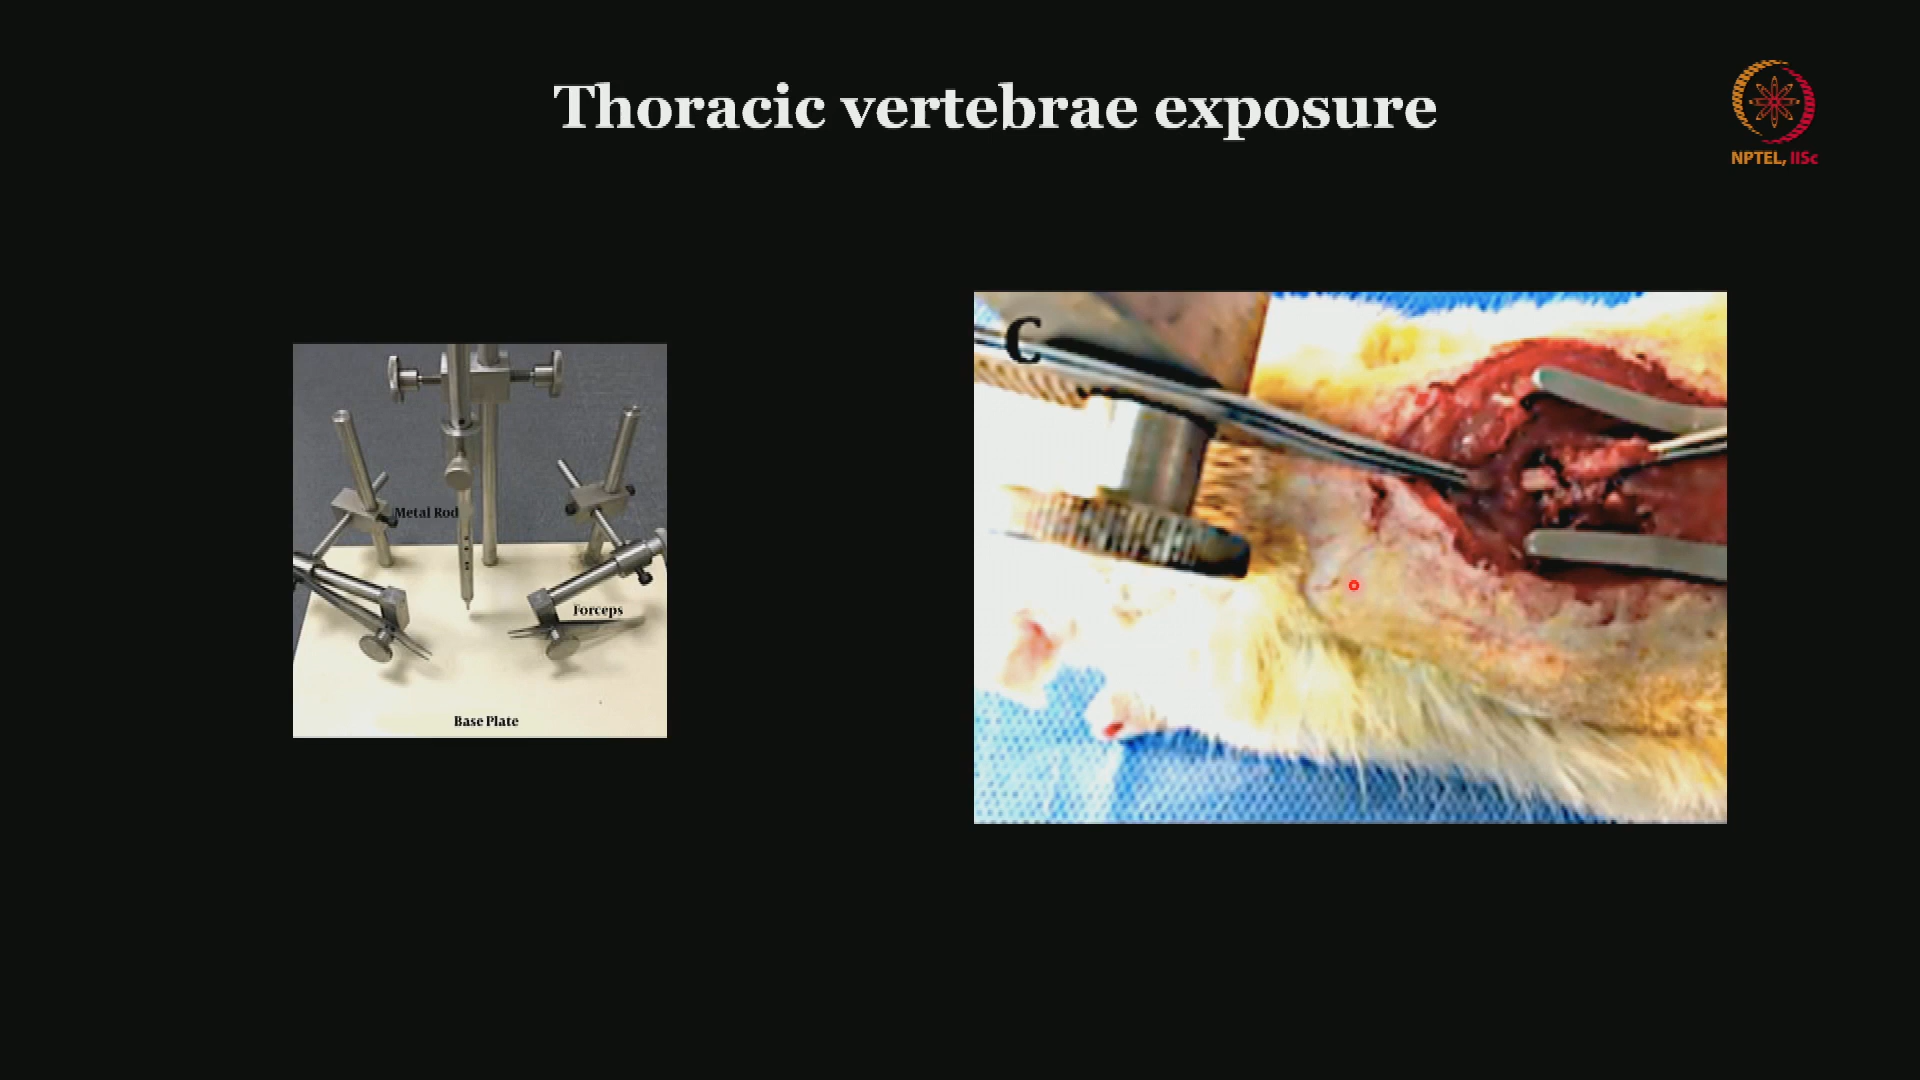 Thoracic vertebrae exposure
NPTEL, IISc
C
Metal Rod
Forceps
Base Plate